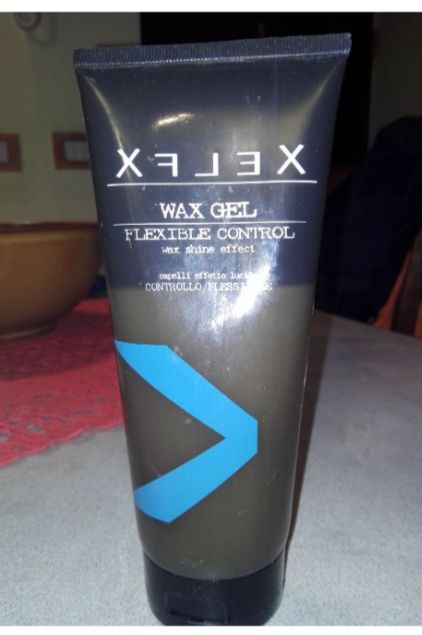 XFLEX
WAX GEL
FLEXIBLE CONTROL
wax shine effect
capelli effetto lucido
CONTROLLO FLESSIBILE